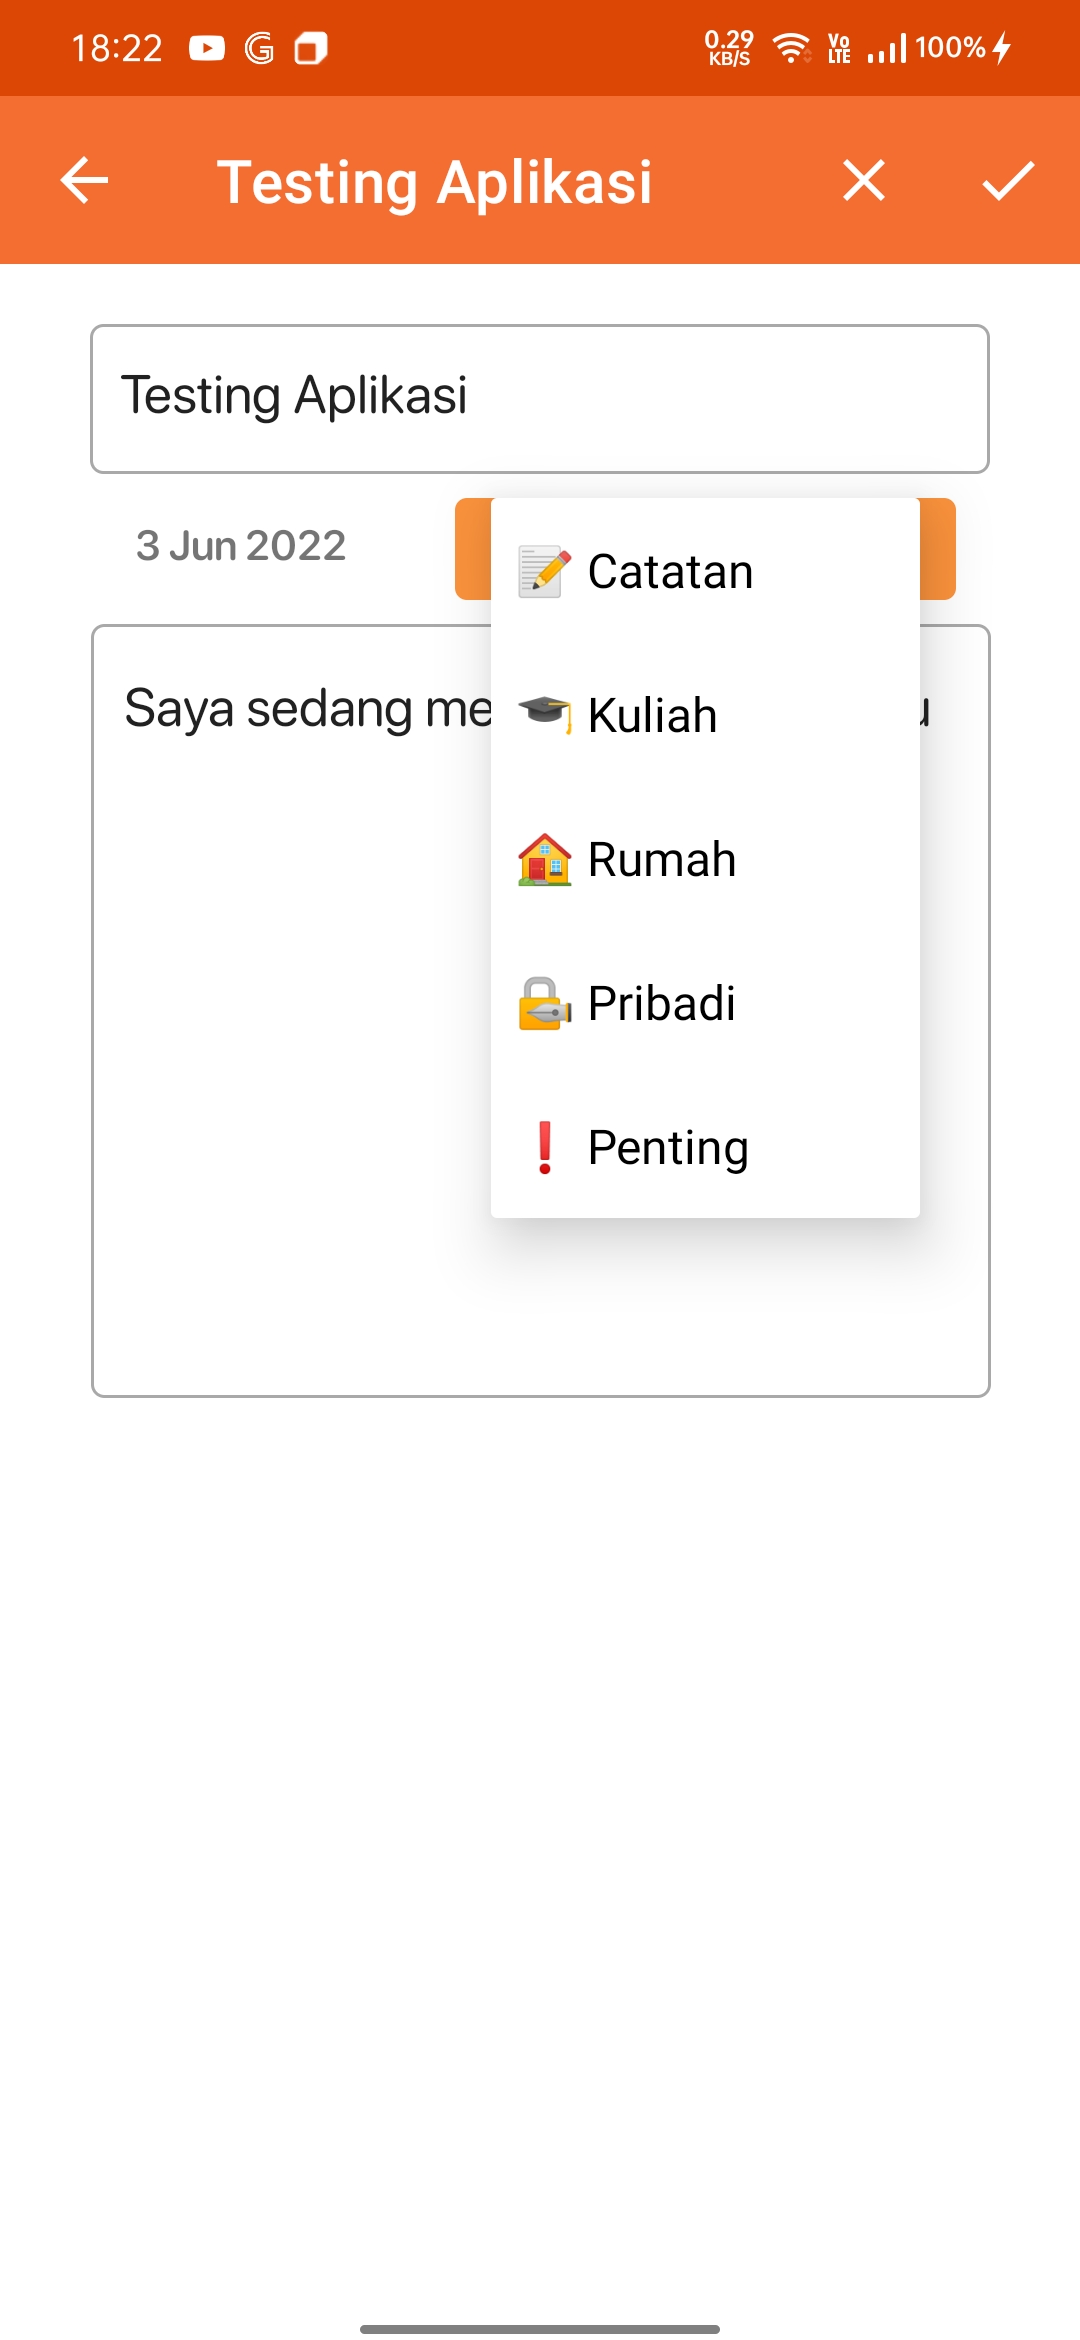 18:22 0.29 KB/S Vo LTE 100%
Testing Aplikasi
Testing Aplikasi
3 Jun 2022
Catatan
Saya sedang
Kuliah
Rumah
Pribadi
Penting